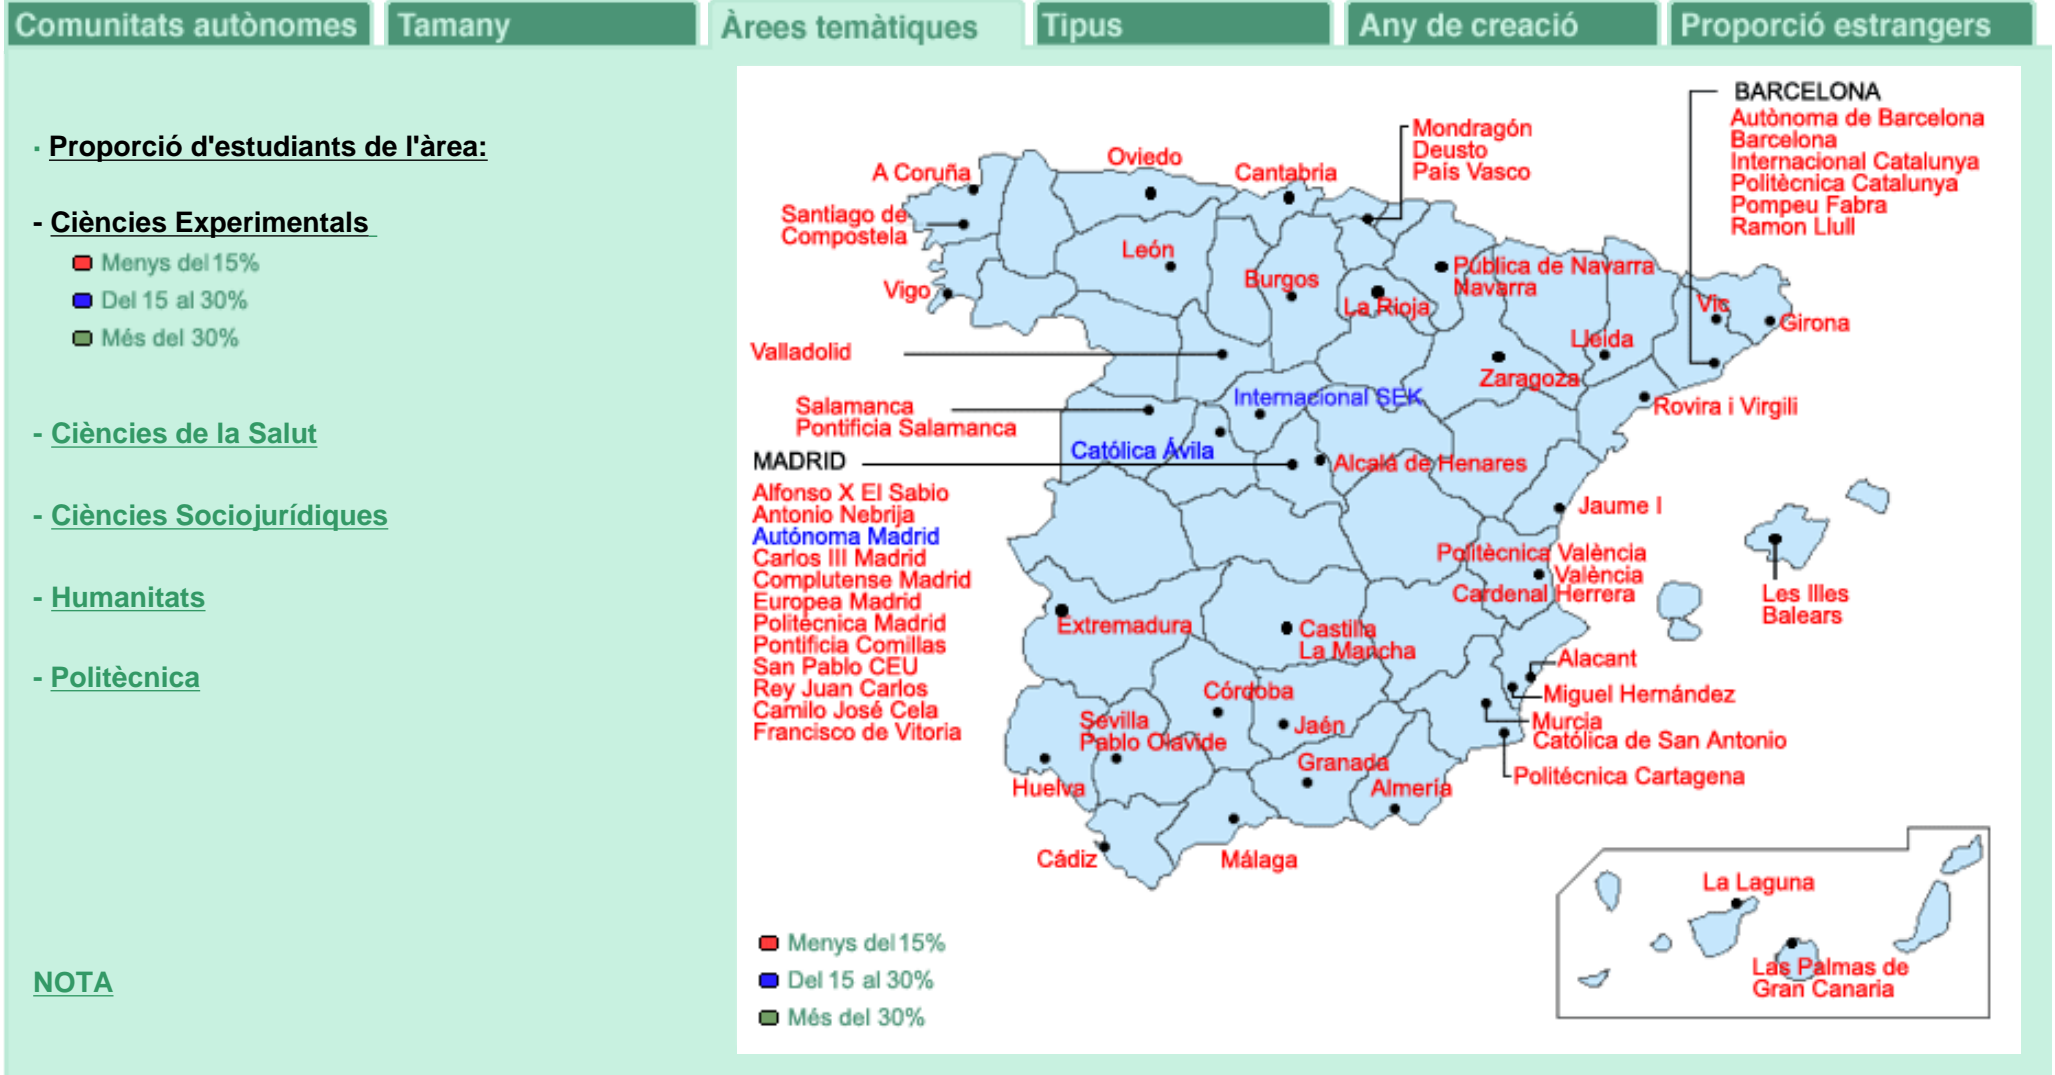 Comunitats autònomes
Tamany
Àrees temàtiques
Tipus
Any de creació
Proporció estrangers
· Proporció d'estudiants de l'àrea:
- Ciències Experimentals
Menys del 15%
Del 15 al 30%
Més del 30%
- Ciències de la Salut
- Ciències Sociojurídiques
- Humanitats
- Politècnica
NOTA
BARCELONA
Autònoma de Barcelona
Barcelona
Internacional Catalunya
Politècnica Catalunya
Pompeu Fabra
Ramon Llull
Mondragón
Deusto
País Vasco
Oviedo
Cantabria
A Coruña
Santiago de
Compostela
León
Burgos
Pública de Navarra
Navarra
Vigo
La Rioja
Vic
Girona
Valladolid
Lleida
Zaragoza
Internacional SEK
Rovira i Virgili
Salamanca
Pontificia Salamanca
Católica Ávila
MADRID
Alcalá de Henares
Alfonso X El Sabio
Antonio Nebrija
Autónoma Madrid
Carlos III Madrid
Complutense Madrid
Europea Madrid
Politécnica Madrid
Pontificia Comillas
San Pablo CEU
Rey Juan Carlos
Camilo José Cela
Francisco de Vitoria
Jaume I
Politècnica València
València
Cardenal Herrera
Les Illes
Balears
Extremadura
Castilla
La Mancha
Alacant
Miguel Hernández
Murcia
Católica de San Antonio
Politécnica Cartagena
Córdoba
Sevilla
Pablo Olavide
Jaén
Granada
Huelva
Almería
Cádiz
Málaga
La Laguna
Las Palmas de
Gran Canaria
Menys del 15%
Del 15 al 30%
Més del 30%